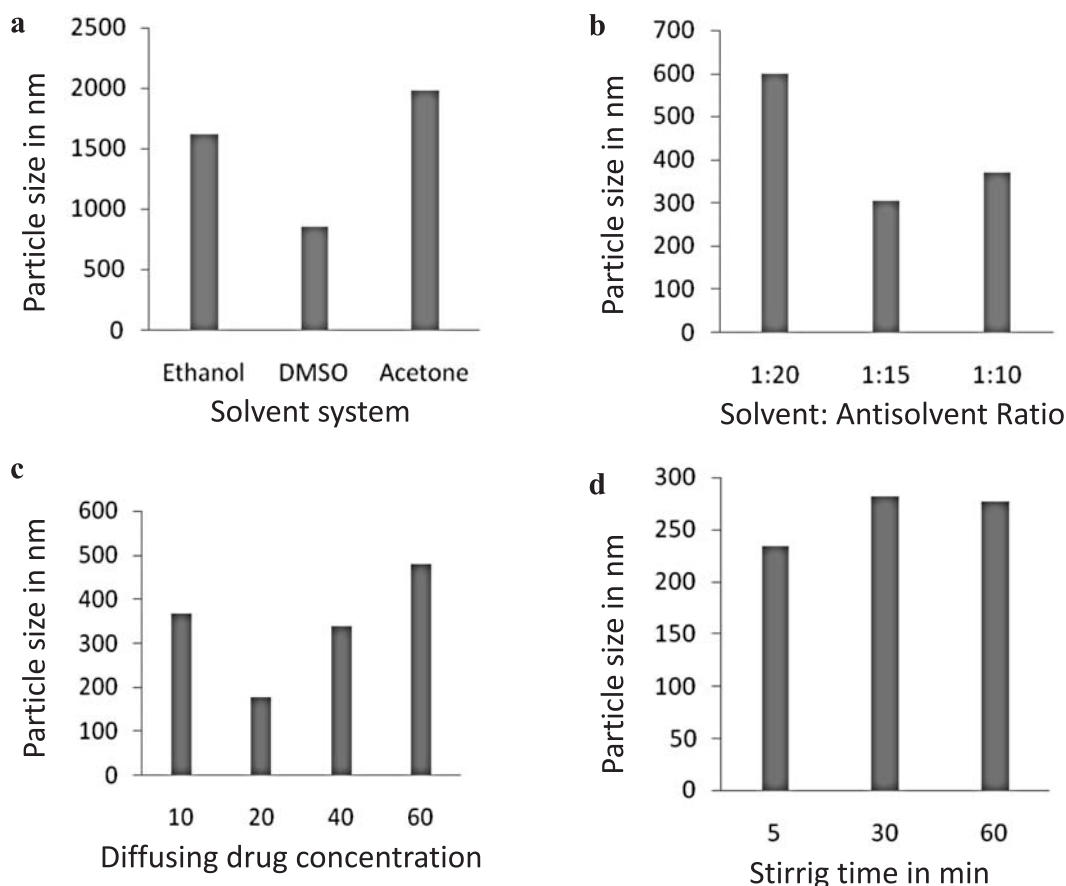 a
Particle size in nm
2500
2000
1500
1000
500
0
Ethanol DMSO Acetone
Solvent system
b
Particle size in nm
700
600
500
400
300
200
100
0
1:20 1:15 1:10
Solvent: Antisolvent Ratio
c
Particle size in nm
600
500
400
300
200
100
0
10 20 40 60
Diffusing drug concentration
d
Particle size in nm
300
250
200
150
100
50
0
5 30 60
Stirrig time in min